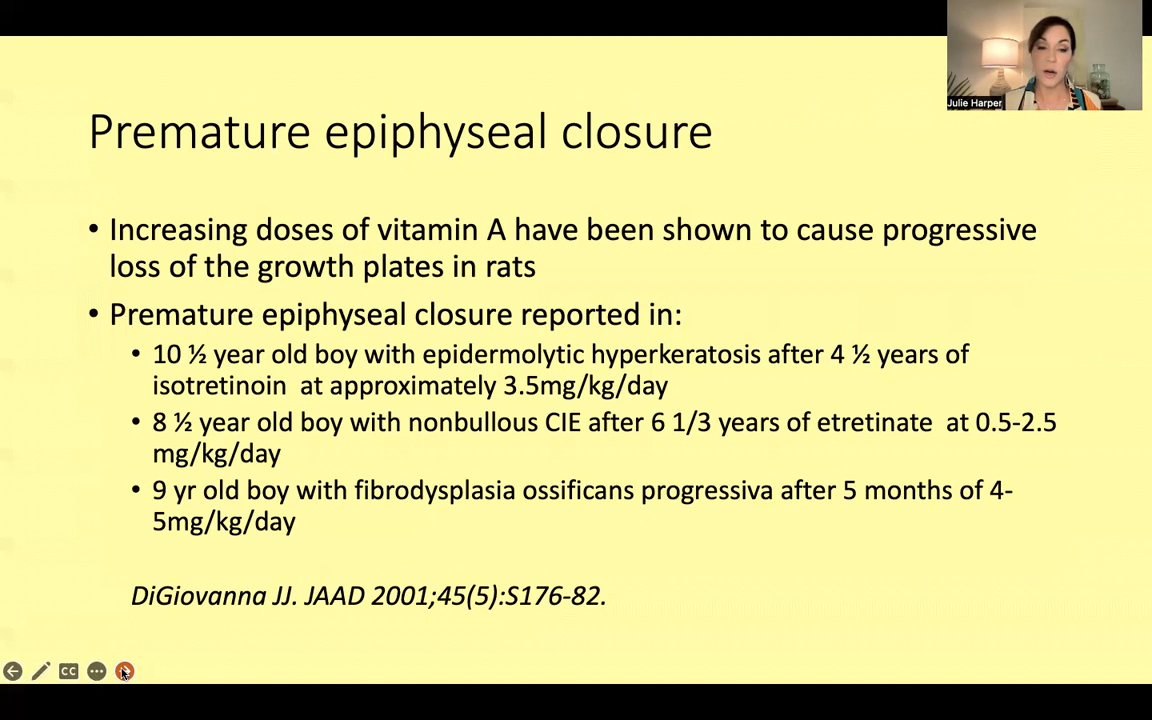 Julie Harper
Premature epiphyseal closure
• Increasing doses of vitamin A have been shown to cause progressive
loss of the growth plates in rats
• Premature epiphyseal closure reported in:
• 10 ½ year old boy with epidermolytic hyperkeratosis after 4 ½ years of
isotretinoin at approximately 3.5mg/kg/day
• 8 ½ year old boy with nonbullous CIE after 6 1/3 years of etretinate at 0.5-2.5
mg/kg/day
• 9 yr old boy with fibrodysplasia ossificans progressiva after 5 months of 4-
5mg/kg/day
DiGiovanna JJ. JAAD 2001;45(5):S176-82.
CC